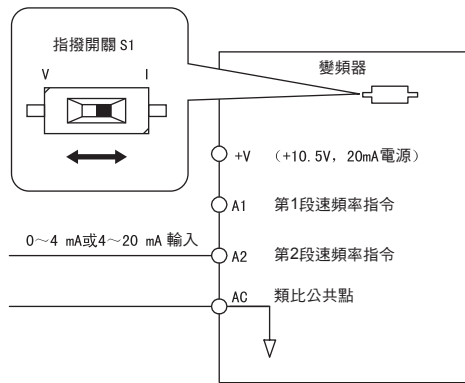 指撥開關 S1
V I
變頻器
+V （+10.5V，20mA電源）
A1 第1段速頻率指令
0～4 mA或4～20 mA 輸入
A2 第2段速頻率指令
AC 類比公共點